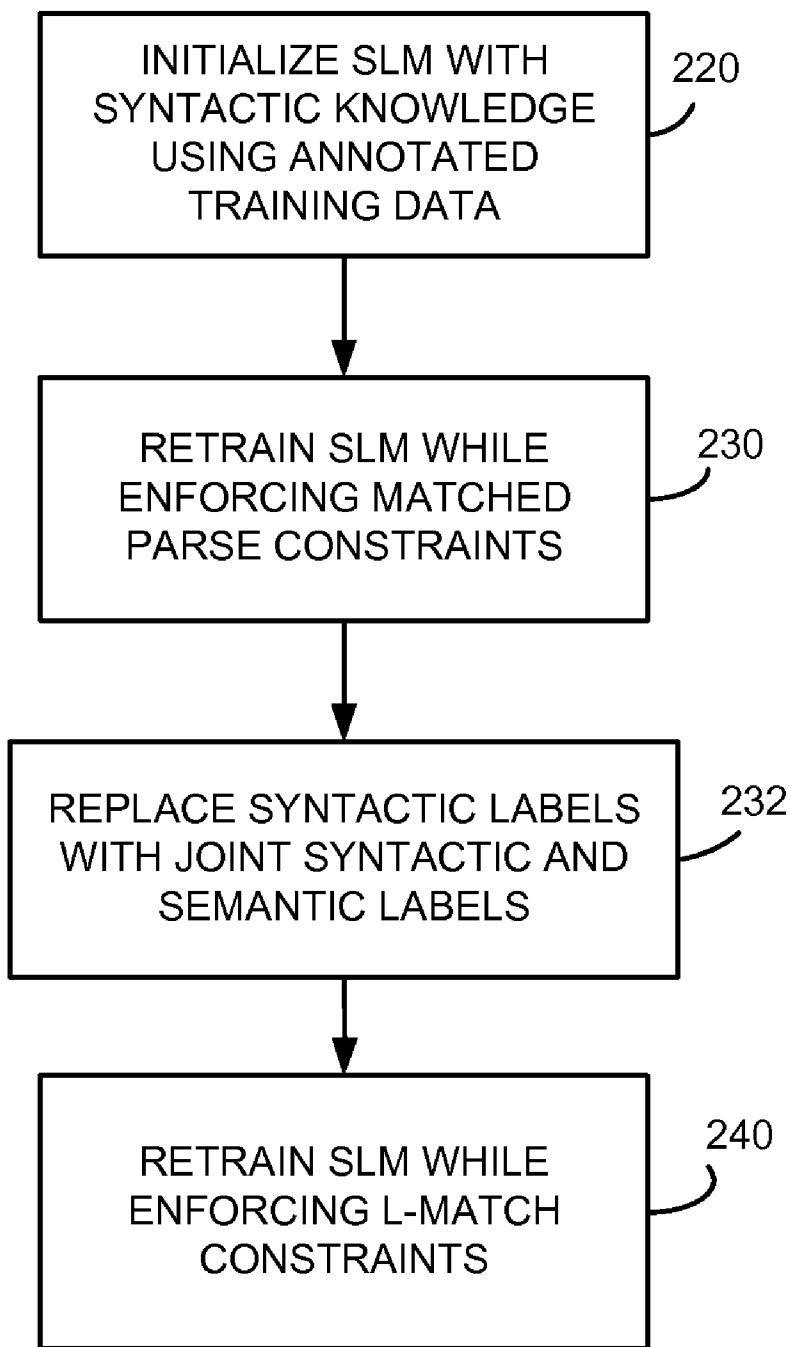 INITIALIZE SLM WITH
SYNTACTIC KNOWLEDGE
USING ANNOTATED
TRAINING DATA
220
RETRAIN SLM WHILE
ENFORCING MATCHED
PARSE CONSTRAINTS
230
REPLACE SYNTACTIC LABELS
WITH JOINT SYNTACTIC AND
SEMANTIC LABELS
232
RETRAIN SLM WHILE
ENFORCING L-MATCH
CONSTRAINTS
240